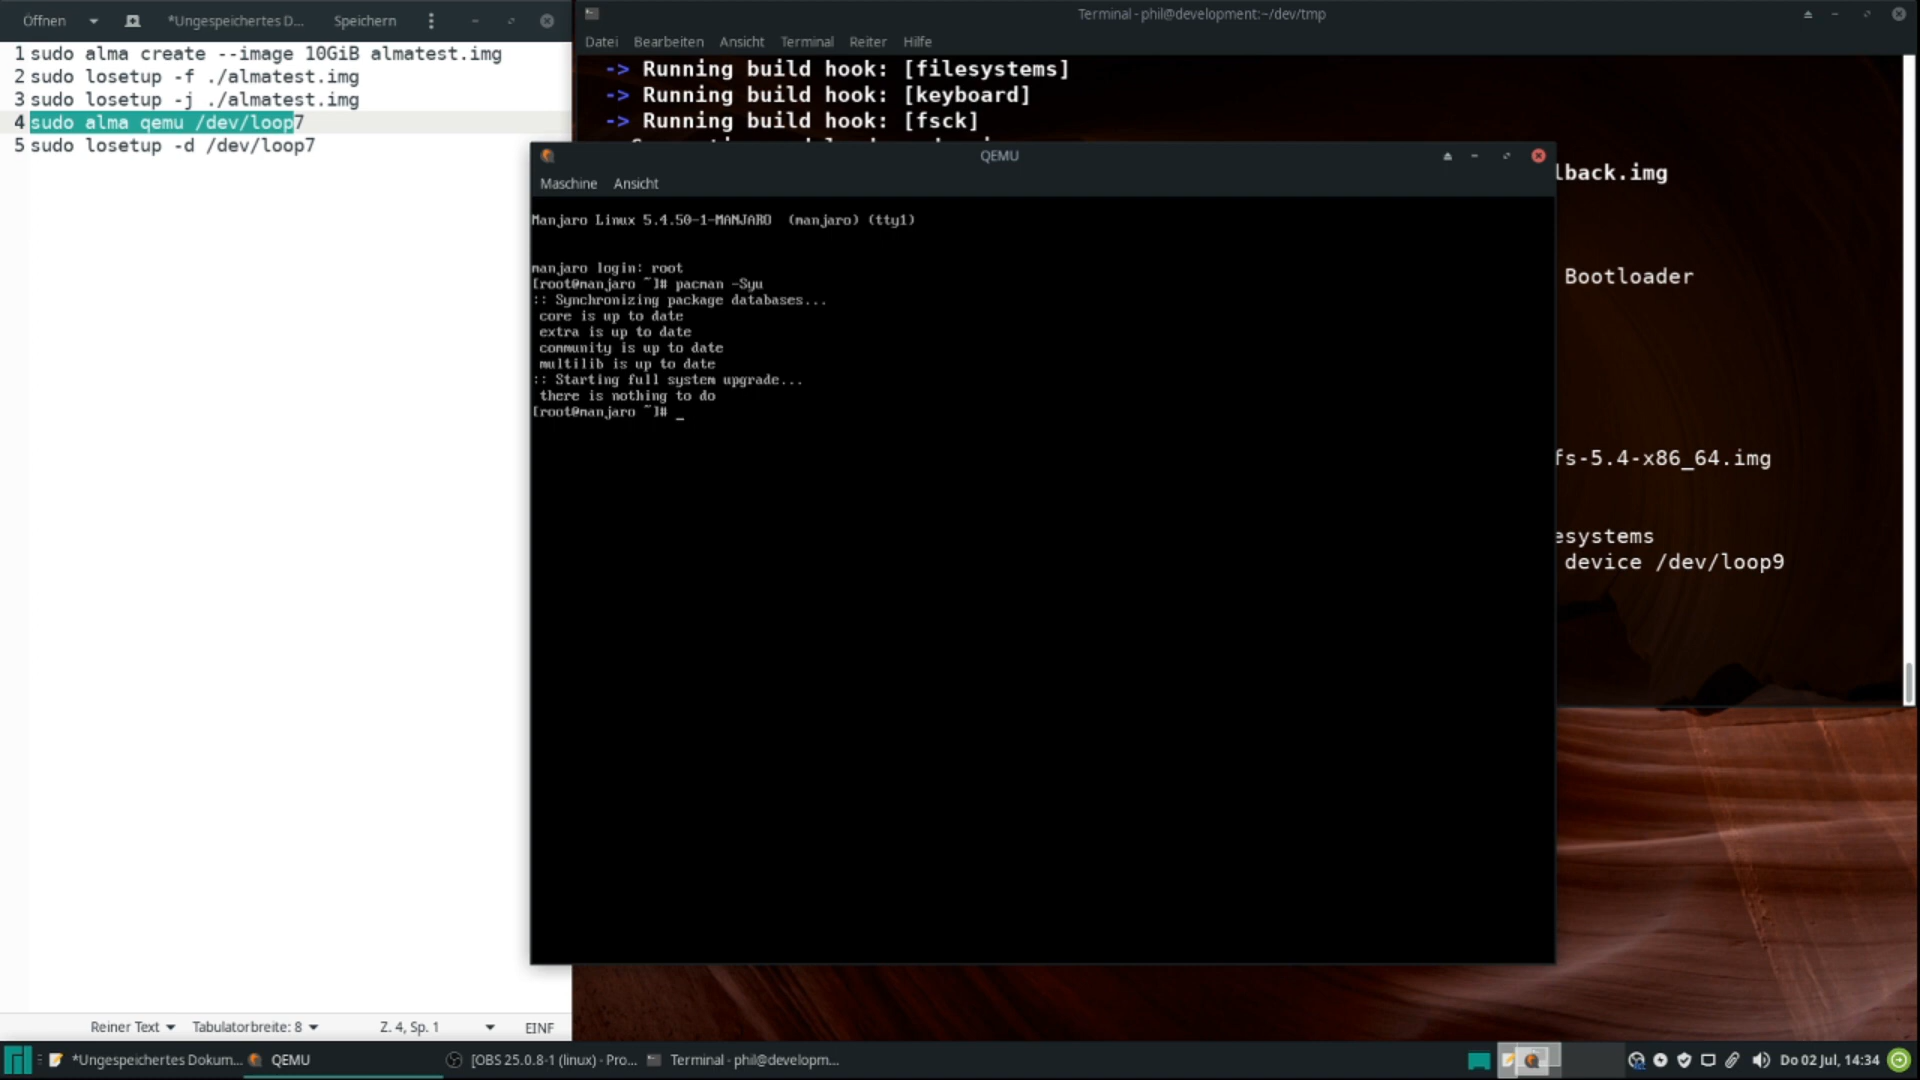 Öffnen
*Ungespeichertes D...
Speichern
1 sudo alma create --image 10GiB almatest.img
2 sudo losetup -f ./almatest.img
3 sudo losetup -j ./almatest.img
4 sudo alma qemu /dev/loop7
5 sudo losetup -d /dev/loop7
Reiner Text
Tabulatorbreite: 8
Z. 4, Sp. 1
EINF
Terminal - phil@development:~/dev/tmp
Datei Bearbeiten Ansicht Terminal Reiter Hilfe
-> Running build hook: [filesystems]
-> Running build hook: [keyboard]
-> Running build hook: [fsck]
lback.img
Bootloader
fs-5.4-x86_64.img
esystems
device /dev/loop9
QEMU
Maschine Ansicht
Manjaro Linux 5.4.50-1-MANJARO (manjaro) (tty1)
manjaro login: root
[root@manjaro ~]# pacman -Syu
:: Synchronizing package databases...
core is up to date
extra is up to date
community is up to date
multilib is up to date
:: Starting full system upgrade...
there is nothing to do
[root@manjaro ~]# _
*Ungespeichertes Dokum...
QEMU
[OBS 25.0.8-1 (linux) - Pro...
Terminal - phil@developm...
Do 02 Jul, 14:34